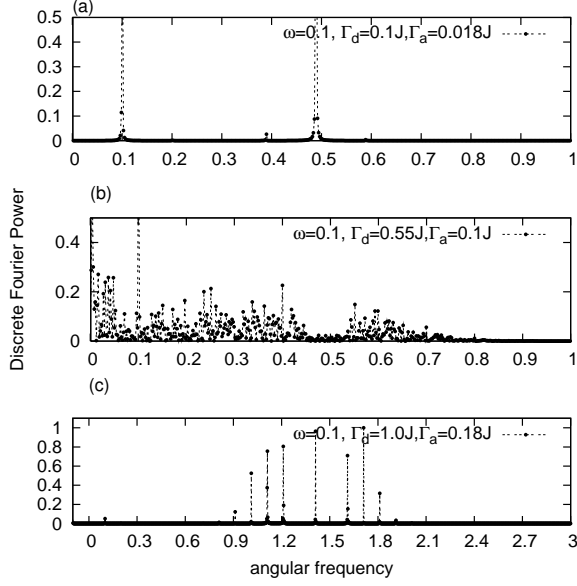 (a)
0.5
0.4
0.3
0.2
0.1
0
ω=0.1, Γd=0.1J,Γa=0.018J
0 0.1 0.2 0.3 0.4 0.5 0.6 0.7 0.8 0.9 1
Discrete Fourier Power
(b)
0.4
0.2
0
ω=0.1, Γd=0.55J,Γa=0.1J
0 0.1 0.2 0.3 0.4 0.5 0.6 0.7 0.8 0.9 1
(c)
1
0.8
0.6
0.4
0.2
0
ω=0.1, Γd=1.0J,Γa=0.18J
0 0.3 0.6 0.9 1.2 1.5 1.8 2.1 2.4 2.7 3
angular frequency